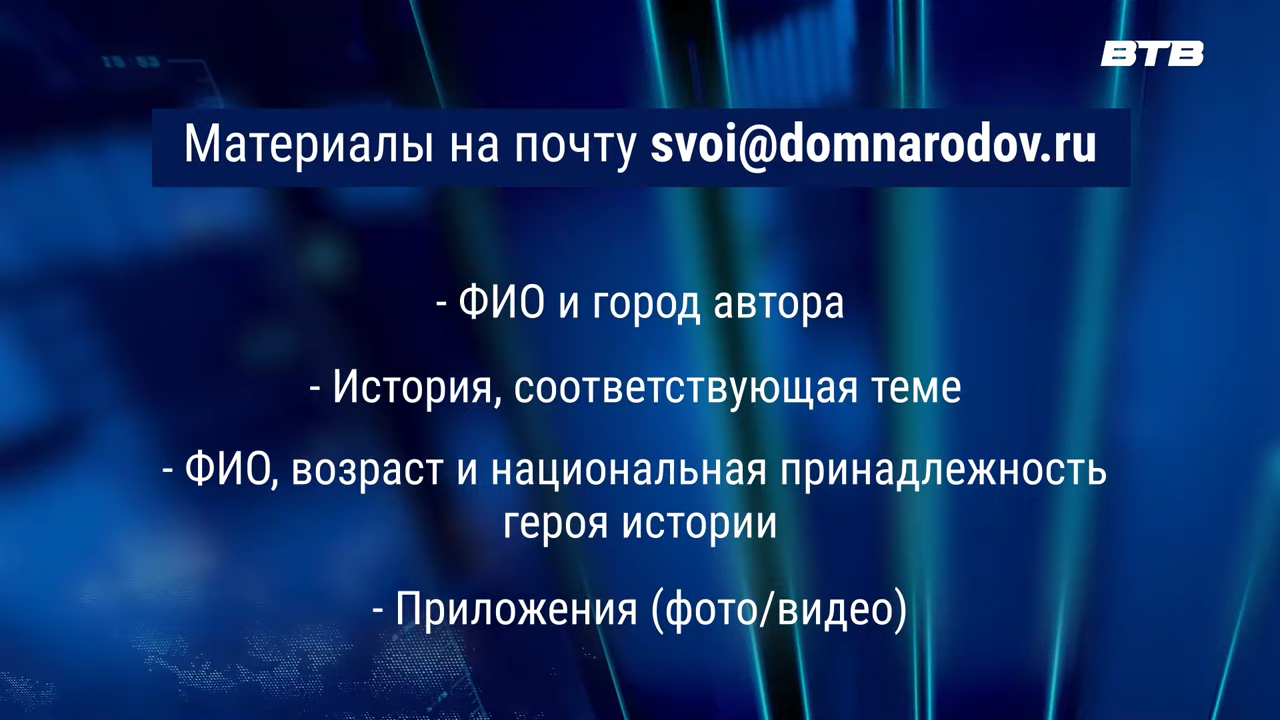 ВТВ
Материалы на почту svoi@domnarodov.ru
- ФИО и город автора
- История, соответствующая теме
- ФИО, возраст и национальная принадлежность
героя истории
- Приложения (фото/видео)